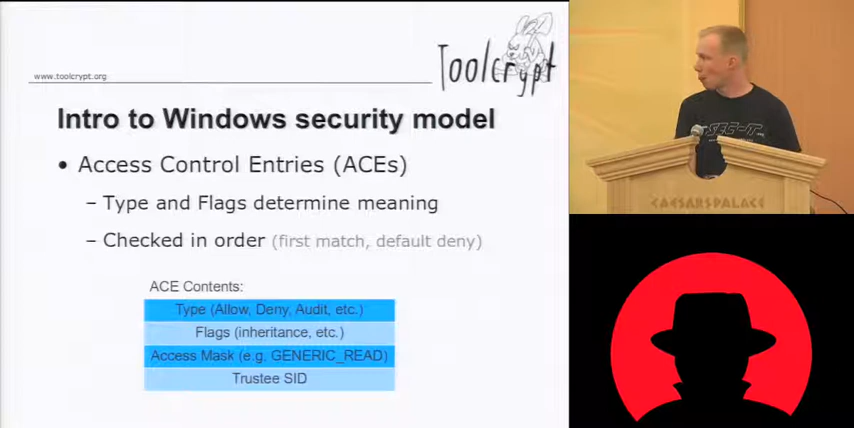 www.toolcrypt.org
Toolcrypt
Intro to Windows security model
• Access Control Entries (ACEs)
– Type and Flags determine meaning
– Checked in order (first match, default deny)
ACE Contents:
Type (Allow, Deny, Audit, etc.)
Flags (inheritance, etc.)
Access Mask (e.g. GENERIC_READ)
Trustee SID
SEC-IT
CAESARS PALACE